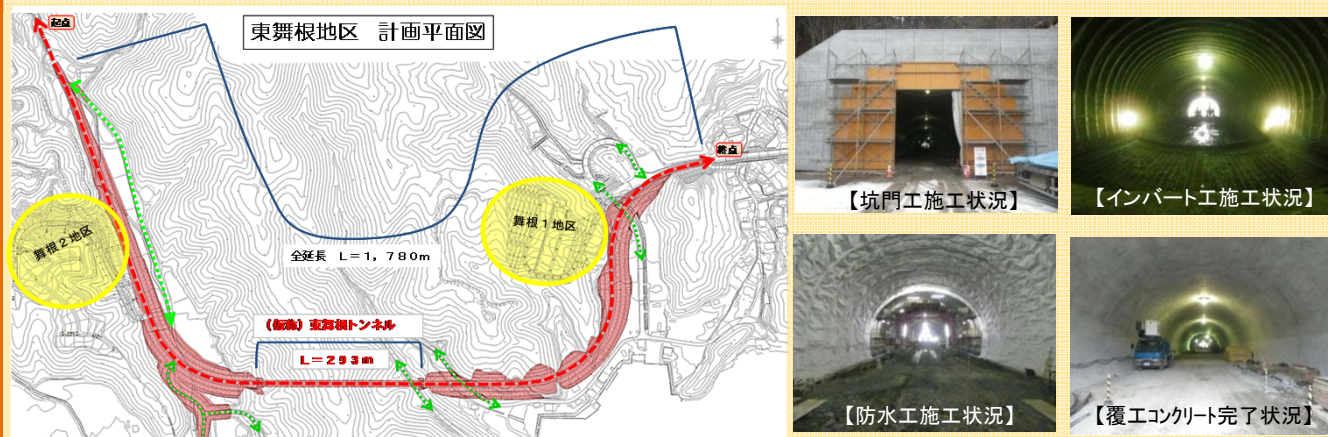 東舞根地区 計画平面図
起点
終点
舞根２地区
舞根１地区
全延長 Ｌ＝１，７８０ｍ
（仮称）東舞根トンネル
Ｌ＝２９３ｍ
【坑門工施工状況】
【インバート工施工状況】
【防水工施工状況】
【覆工コンクリート完了状況】